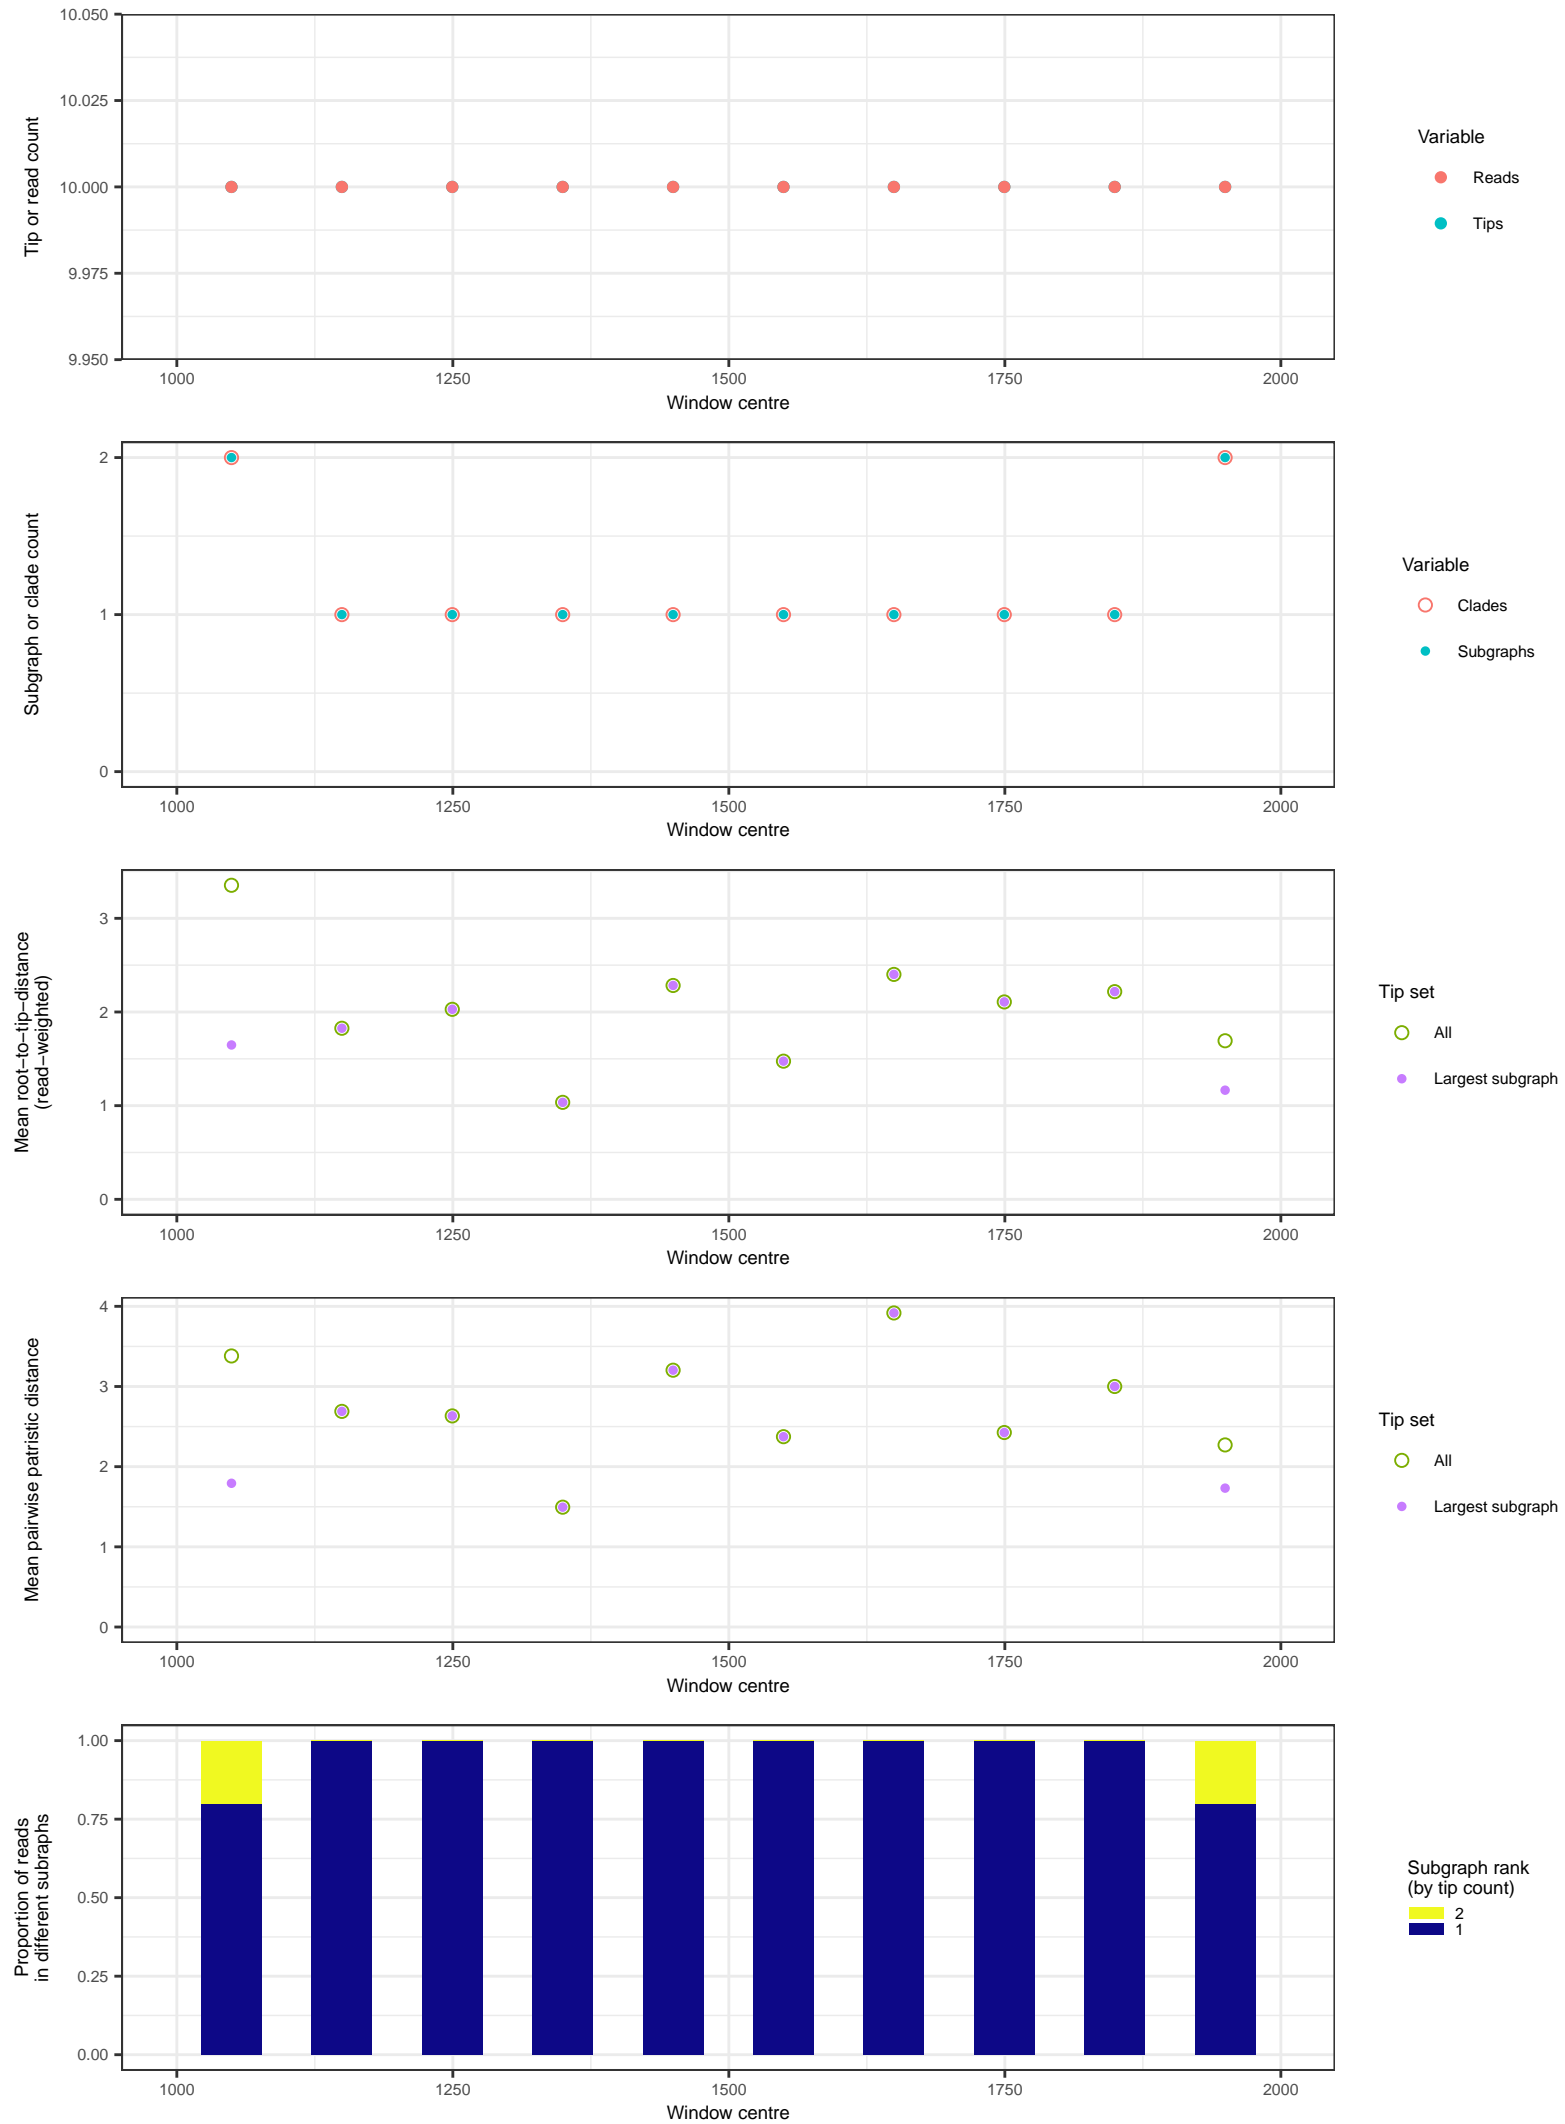 10.050
10.025
10.000
9.975
9.950
Tip or read count
1000 1250 1500 1750 2000
Window centre
Variable
Reads
Tips
2
1
0
Subgraph or clade count
1000 1250 1500 1750 2000
Window centre
Variable
Clades
Subgraphs
3
2
1
0
Mean root−to−tip−distance
(read−weighted)
1000 1250 1500 1750 2000
Window centre
Tip set
All
Largest subgraph
4
3
2
1
0
Mean pairwise patristic distance
1000 1250 1500 1750 2000
Window centre
Tip set
All
Largest subgraph
1.00
0.75
0.50
0.25
0.00
Proportion of reads
in different subraphs
1000 1250 1500 1750 2000
Window centre
Subgraph rank
(by tip count)
2
1